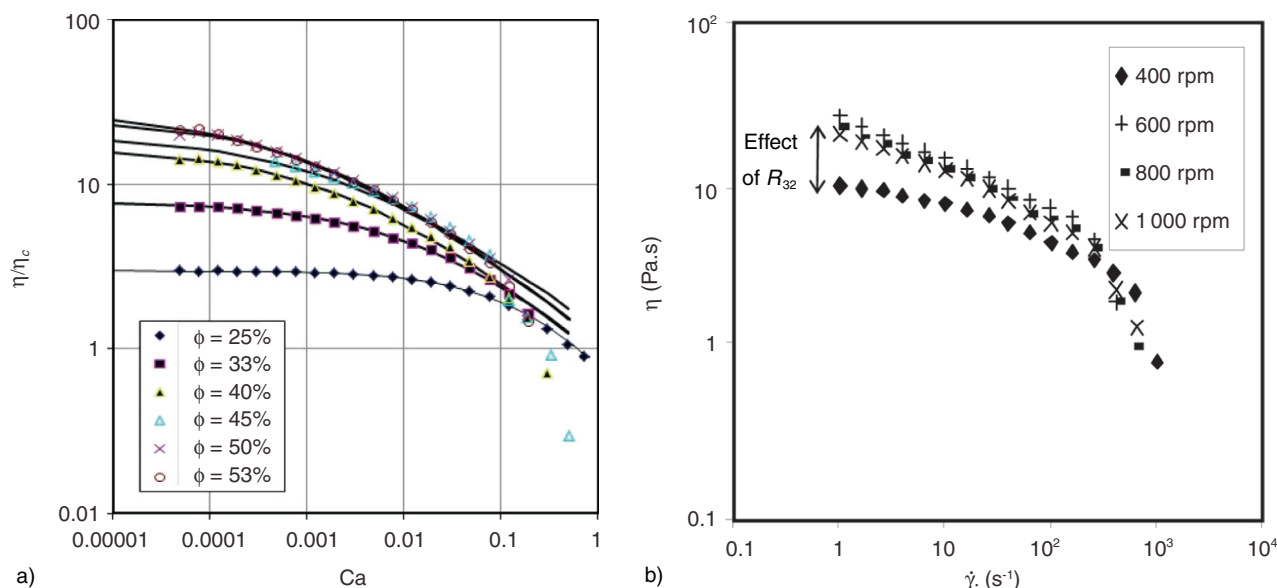 100
10
1
0.01
η/ηc
0.00001
0.0001
0.001
0.01
0.1
1
Ca
a)
ϕ = 25%
ϕ = 33%
ϕ = 40%
ϕ = 45%
ϕ = 50%
ϕ = 53%
10²
10
1
0.1
η (Pa.s)
0.1
1
10
10²
10³
10⁴
γ̇. (s⁻¹)
b)
Effect
of R₃₂
400 rpm
600 rpm
800 rpm
1 000 rpm